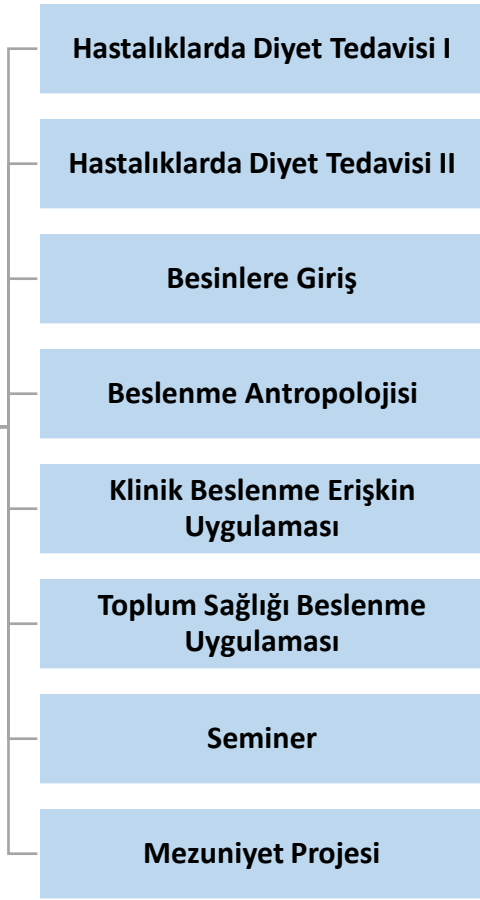 Hastalıklarda Diyet Tedavisi I
Hastalıklarda Diyet Tedavisi II
Besinlere Giriş
Beslenme Antropolojisi
Klinik Beslenme Erişkin
Uygulaması
Toplum Sağlığı Beslenme
Uygulaması
Seminer
Mezuniyet Projesi